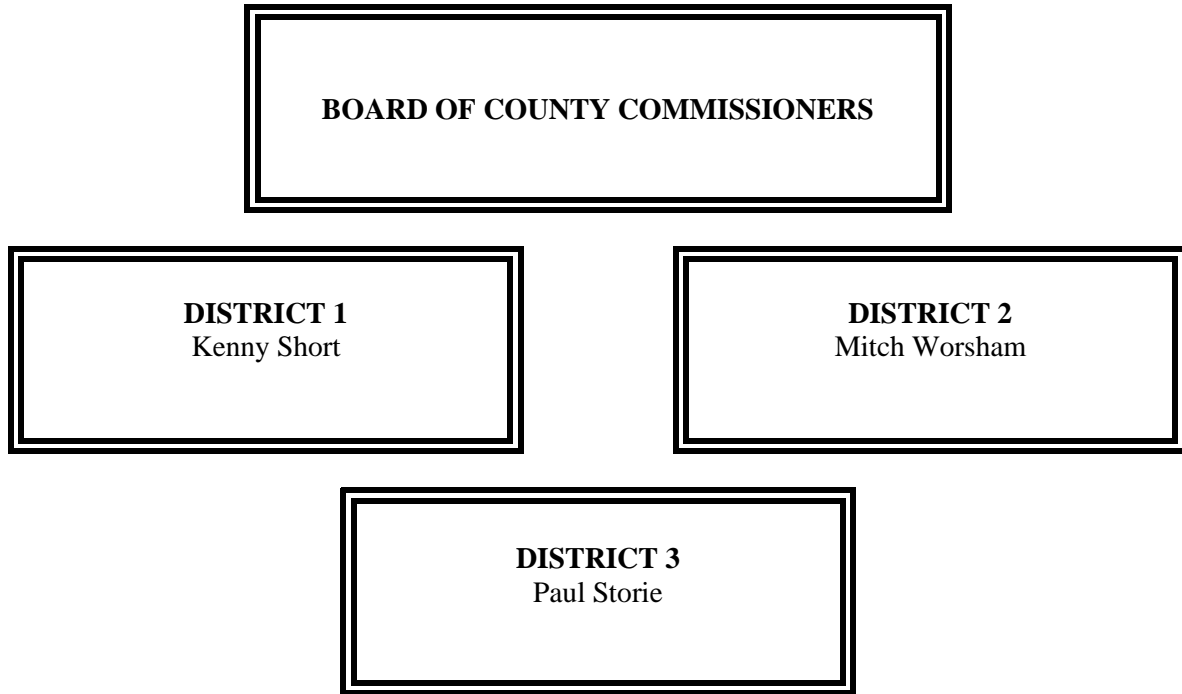 BOARD OF COUNTY COMMISSIONERS
DISTRICT 1
Kenny Short
DISTRICT 2
Mitch Worsham
DISTRICT 3
Paul Storie